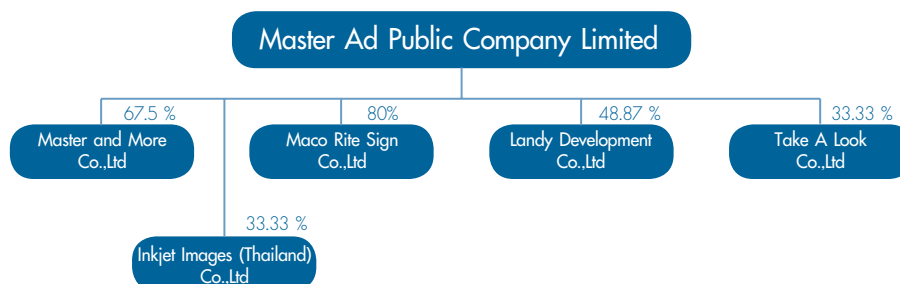 Master Ad Public Company Limited
67.5 %
80%
48.87 %
33.33 %
Master and More
Co.,Ltd
Maco Rite Sign
Co.,Ltd
Landy Development
Co.,Ltd
Take A Look
Co.,Ltd
33.33 %
Inkjet Images (Thailand)
Co.,Ltd